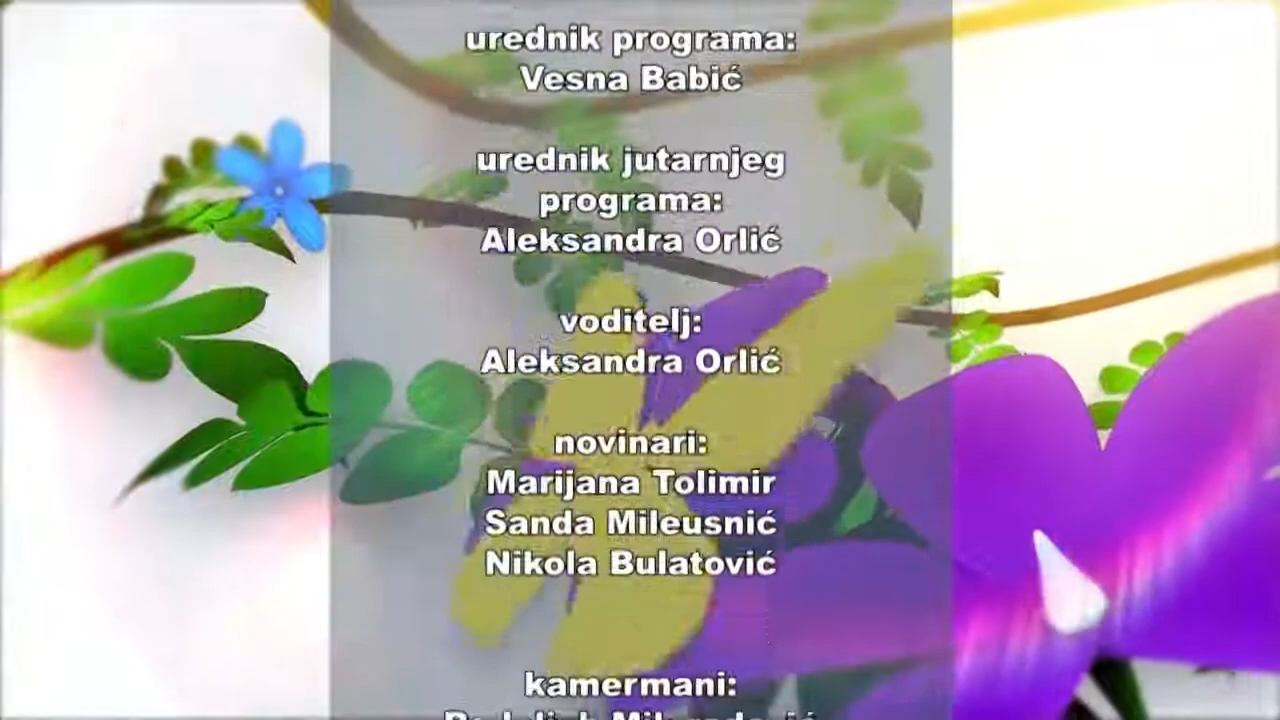 urednik programa:
Vesna Babić
urednik jutarnjeg
programa:
Aleksandra Orlić
voditelj:
Aleksandra Orlić
novinari:
Marijana Tolimir
Sanda Mileusnić
Nikola Bulatović
kamermani: